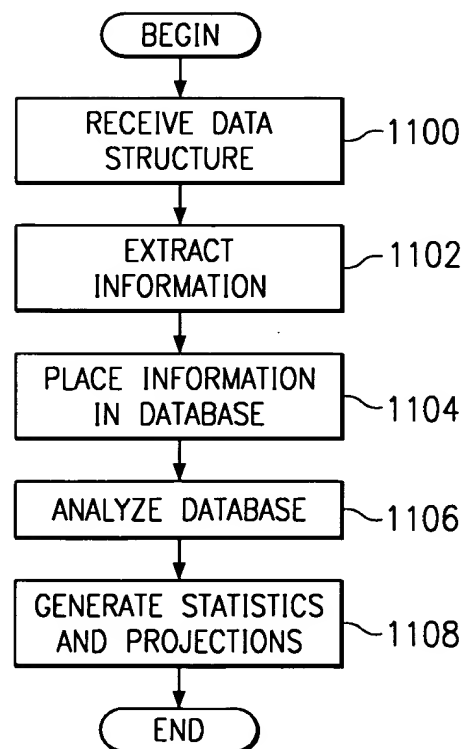 BEGIN
RECEIVE DATA
STRUCTURE
1100
EXTRACT
INFORMATION
1102
PLACE INFORMATION
IN DATABASE
1104
ANALYZE DATABASE
1106
GENERATE STATISTICS
AND PROJECTIONS
1108
END